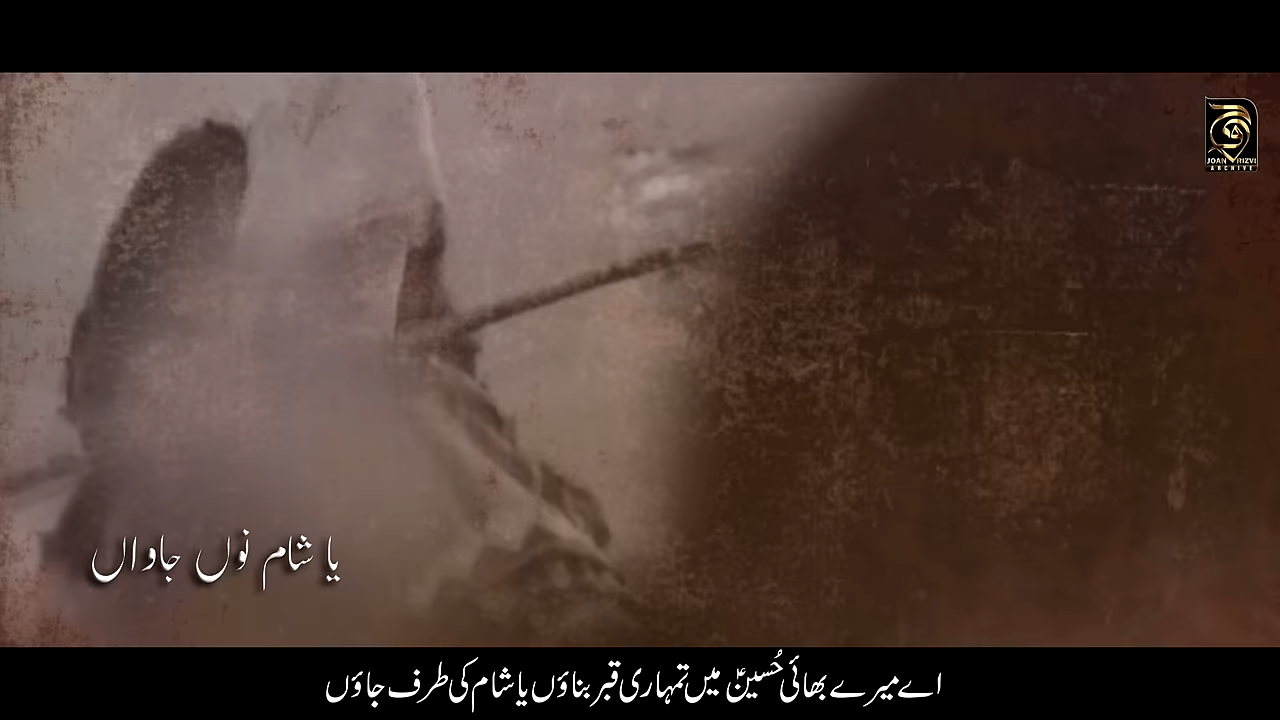 JOAN RIZVI
ARCHIVE
یا شام نوں جاواں
اے میرے بھائی حُسینؑ میں تمہاری قبر بناؤں یا شام کی طرف جاؤں